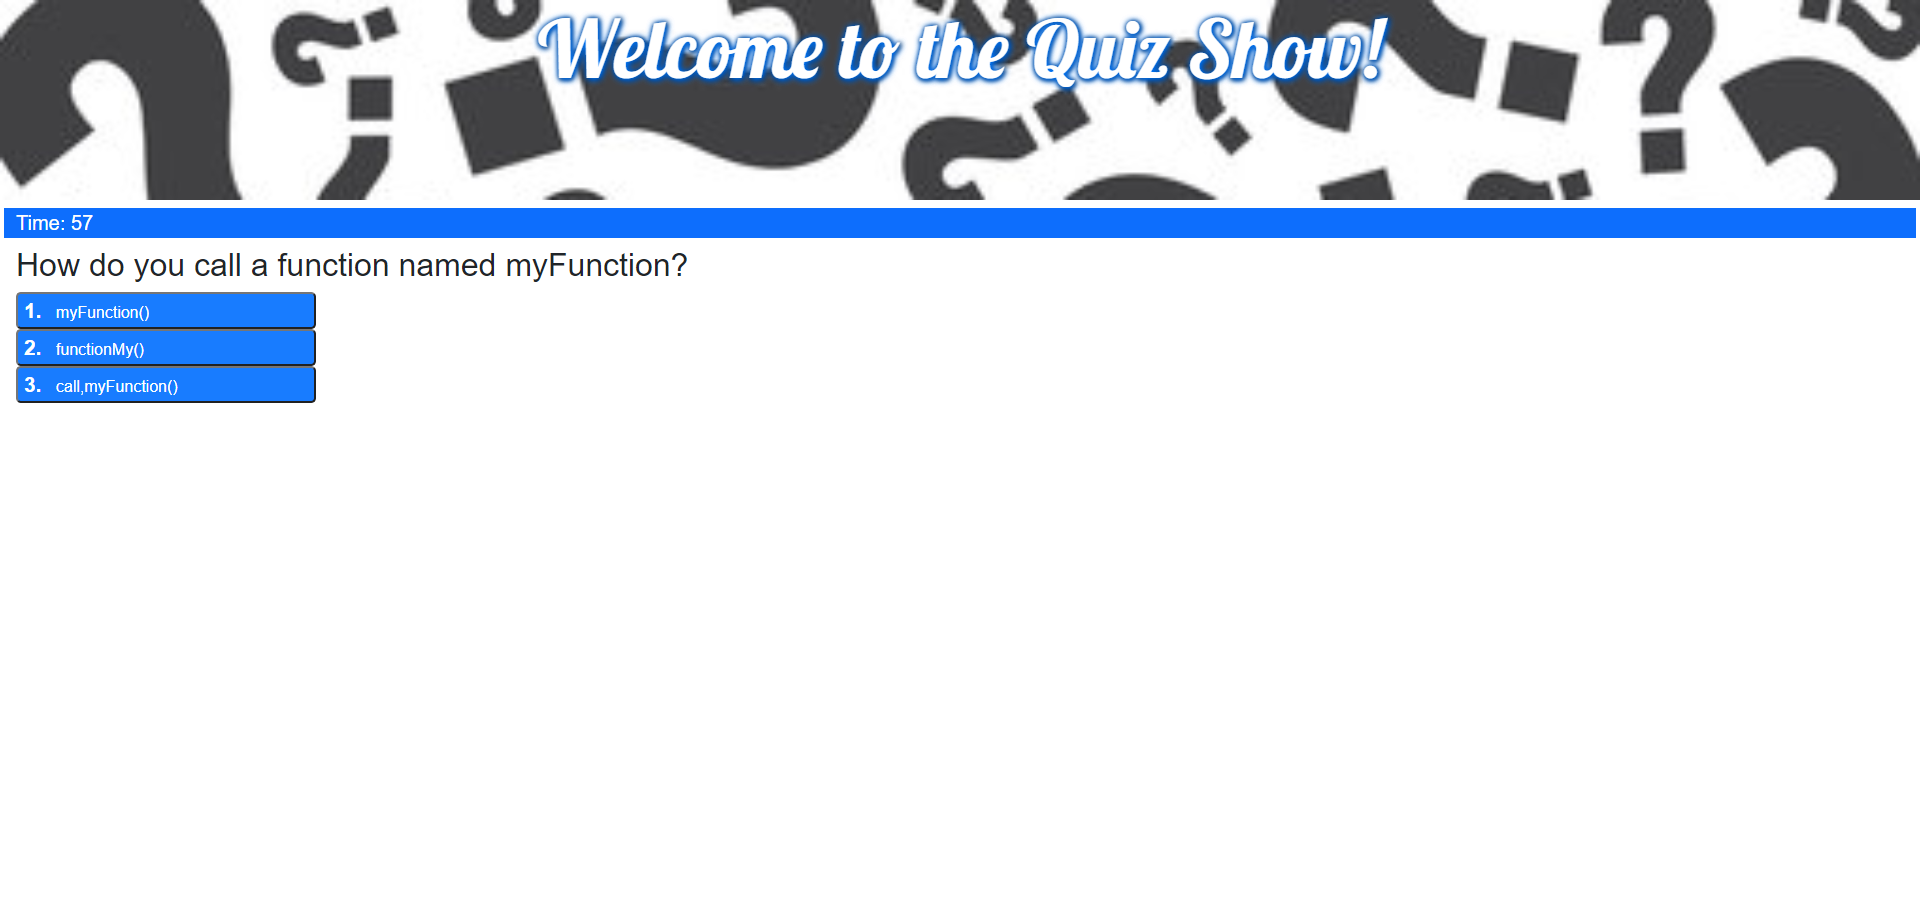 Welcome to the Quiz Show!
Time: 57
How do you call a function named myFunction?
1. myFunction()
2. functionMy()
3. call,myFunction()